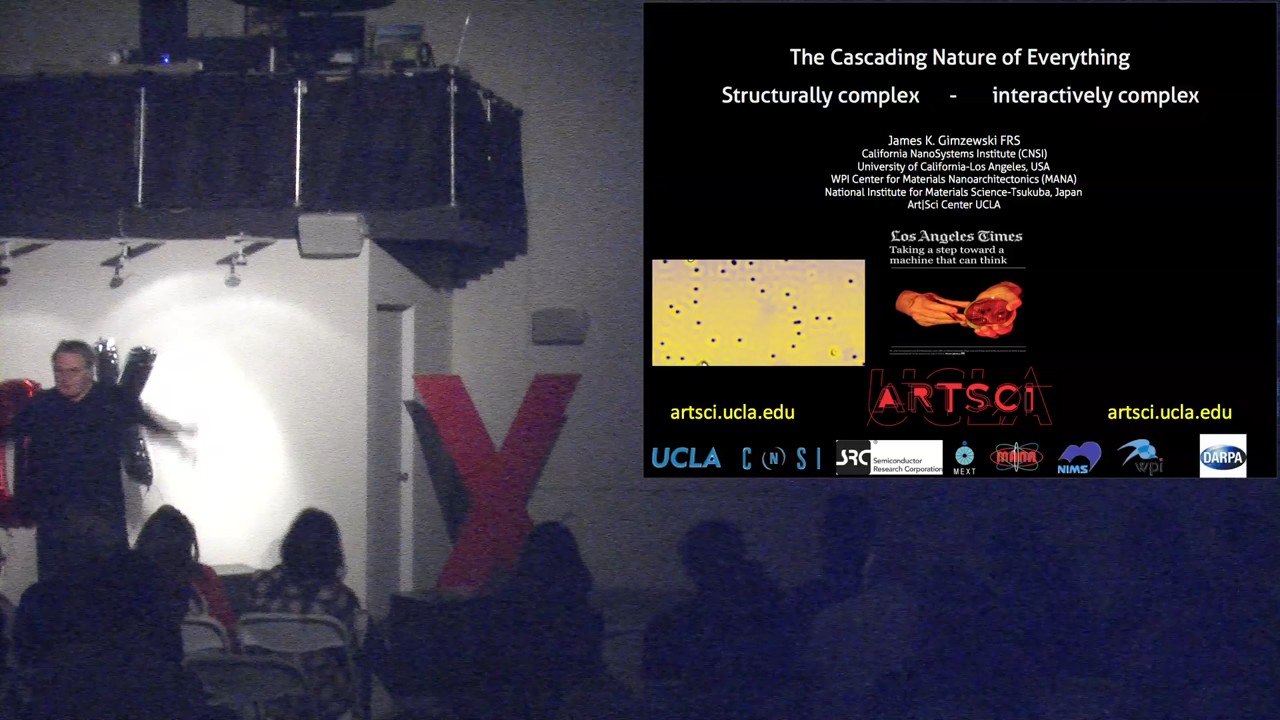 The Cascading Nature of Everything
Structurally complex - interactively complex
James K. Gimzewski FRS
California NanoSystems Institute (CNSI)
University of California-Los Angeles, USA
WPI Center for Materials Nanoarchitectonics (MANA)
National Institute for Materials Science-Tsukuba, Japan
Art|Sci Center UCLA
Los Angeles Times
Taking a step toward a
machine that can think
UCLA
ARTSCi
artsci.ucla.edu
artsci.ucla.edu
UCLA
CNSI
SRC
Semiconductor
Research Corporation
MEXT
MANA
NIMS
wpi
DARPA
X
Y